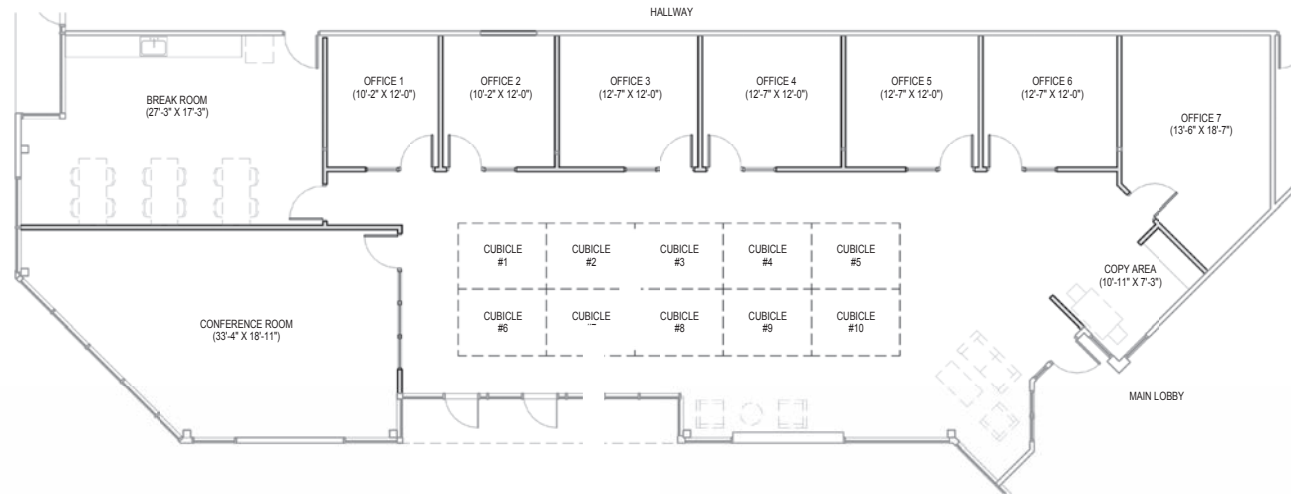 HALLWAY
BREAK ROOM
(27'-3" X 17'-3")
OFFICE 1
(10'-2" X 12'-0")
OFFICE 2
(10'-2" X 12'-0")
OFFICE 3
(12'-7" X 12'-0")
OFFICE 4
(12'-7" X 12'-0")
OFFICE 5
(12'-7" X 12'-0")
OFFICE 6
(12'-7" X 12'-0")
OFFICE 7
(13'-6" X 18'-7")
CUBICLE
#1
CUBICLE
#2
CUBICLE
#3
CUBICLE
#4
CUBICLE
#5
COPY AREA
(10'-11" X 7'-3")
CONFERENCE ROOM
(33'-4" X 18'-11")
CUBICLE
#6
CUBICLE
CUBICLE
#8
CUBICLE
#9
CUBICLE
#10
MAIN LOBBY